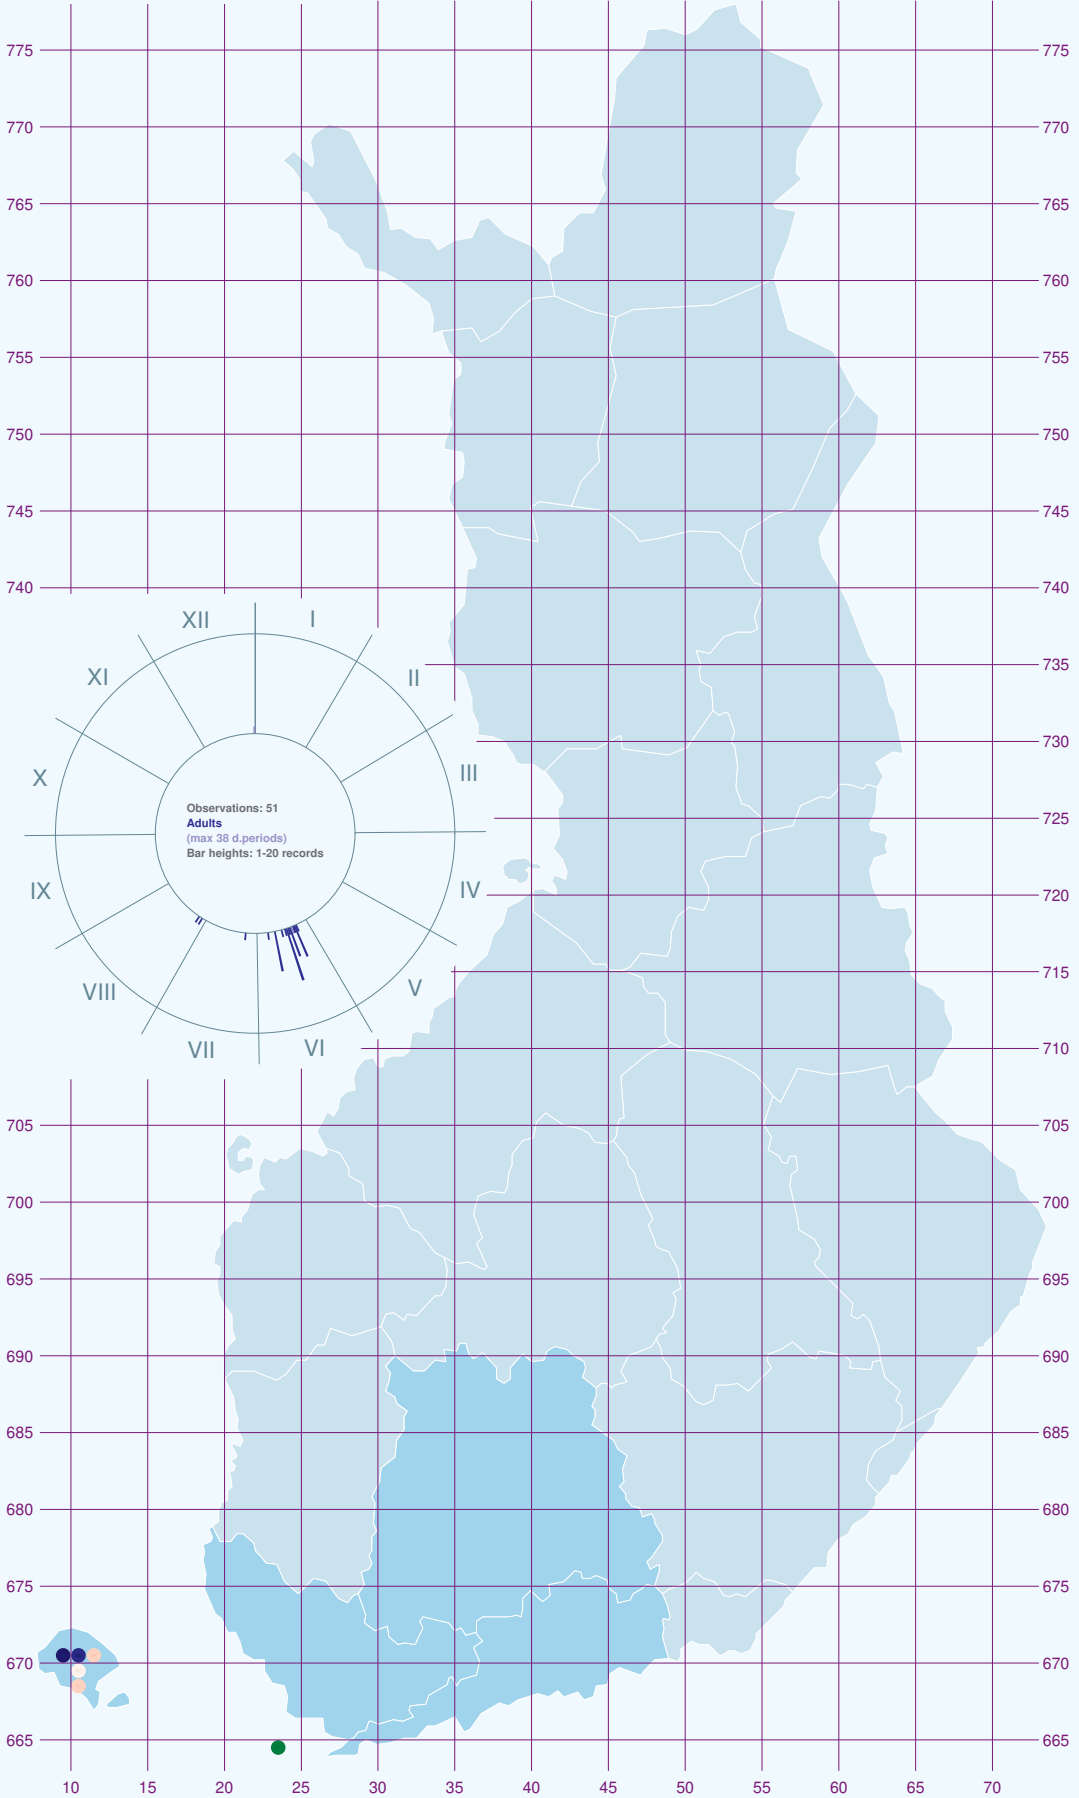 775 775
770 770
765 765
760 760
755 755
750 750
745 745
740 740
XII I
XI II
735
X III
730
Observations: 51
Adults
(max 38 d.periods)
Bar heights: 1-20 records
725
IX IV
720
VIII V
715
VII VI
710
705 705
700 700
695 695
690 690
685 685
680 680
675 675
670 670
665 665
10 15 20 25 30 35 40 45 50 55 60 65 70